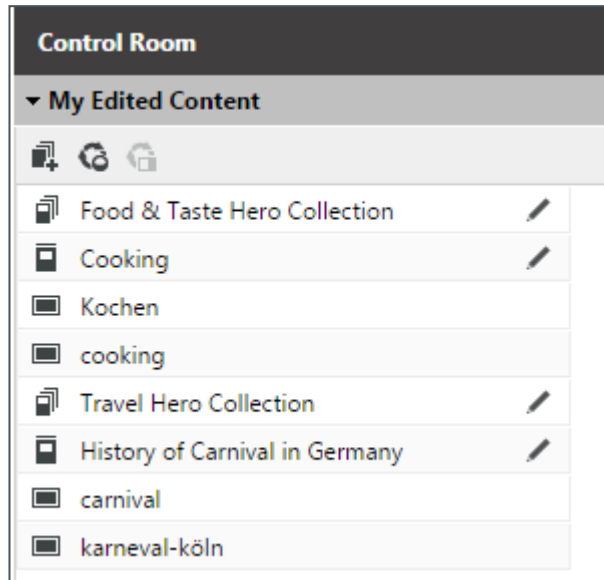 Control Room
My Edited Content
Food & Taste Hero Collection
Cooking
Kochen
cooking
Travel Hero Collection
History of Carnival in Germany
carnival
karneval-köln